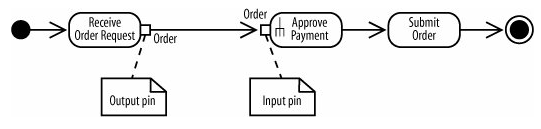 Receive
Order Request
Order
Order
Approve
Payment
Submit
Order
Output pin
Input pin